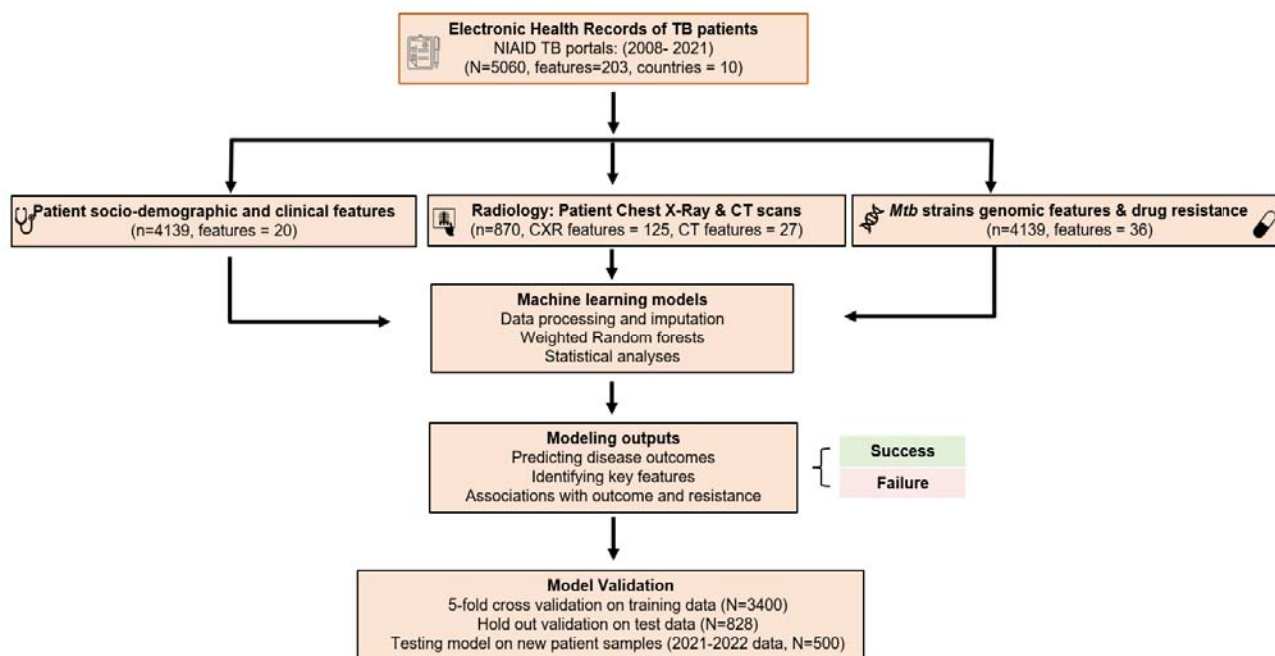 Electronic Health Records of TB patients
NIAID TB portals: (2008- 2021)
(N=5060, features=203, countries = 10)
Patient socio-demographic and clinical features
(n=4139, features = 20)
Radiology: Patient Chest X-Ray & CT scans
(n=870, CXR features = 125, CT features = 27)
Mtb strains genomic features & drug resistance
(n=4139, features = 36)
Machine learning models
Data processing and imputation
Weighted Random forests
Statistical analyses
Modeling outputs
Predicting disease outcomes
Identifying key features
Associations with outcome and resistance
Success
Failure
Model Validation
5-fold cross validation on training data (N=3400)
Hold out validation on test data (N=828)
Testing model on new patient samples (2021-2022 data, N=500)